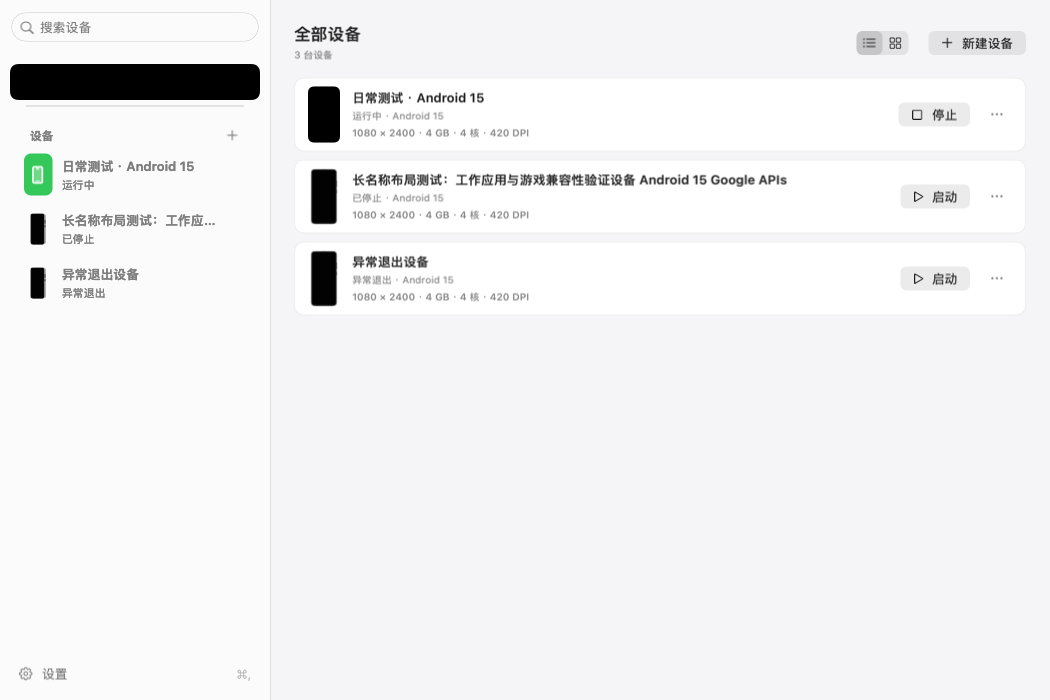 搜索设备
设备
日常测试 · Android 15
运行中
长名称布局测试：工作应...
已停止
异常退出设备
异常退出
设置
⌘,
全部设备
3 台设备
新建设备
日常测试 · Android 15
运行中 · Android 15
1080 × 2400 · 4 GB · 4 核 · 420 DPI
停止
长名称布局测试：工作应用与游戏兼容性验证设备 Android 15 Google APIs
已停止 · Android 15
1080 × 2400 · 4 GB · 4 核 · 420 DPI
启动
异常退出设备
异常退出 · Android 15
1080 × 2400 · 4 GB · 4 核 · 420 DPI
启动